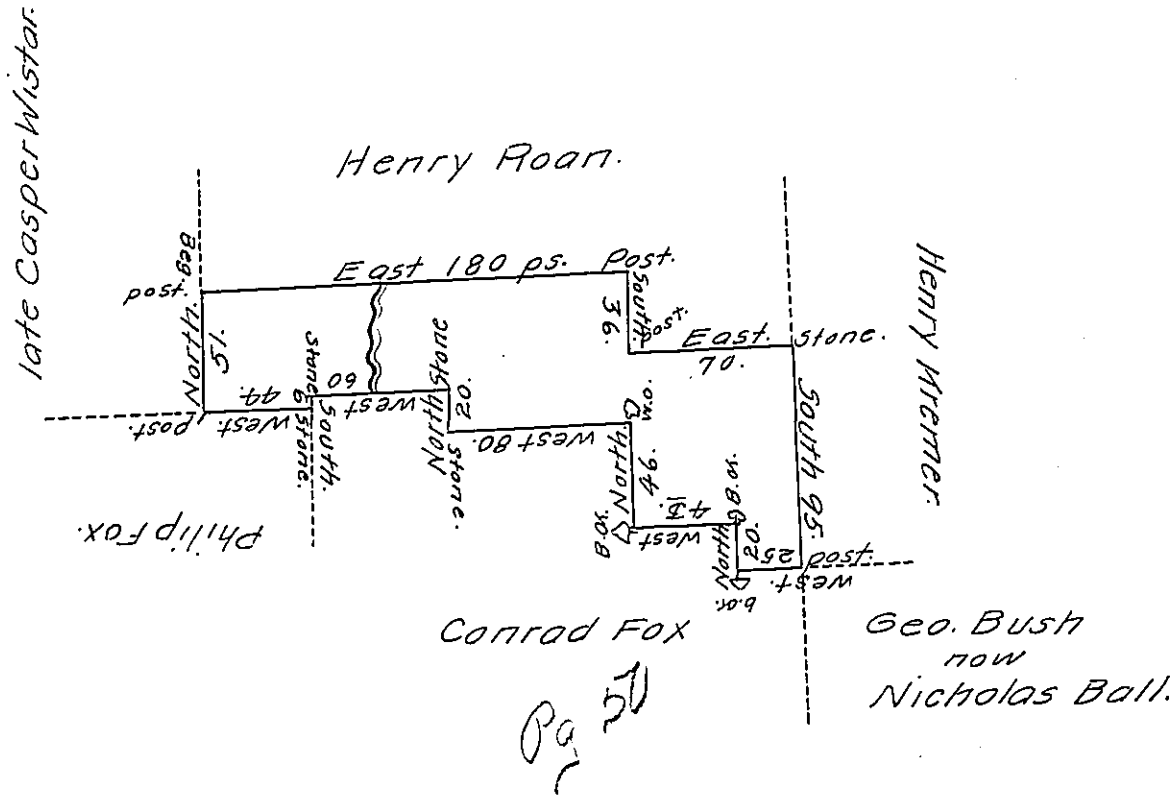 late Casper Wistar.
Henry Roan.
Beg.
post.
East 180 ps.
Post.
South.
36.
Post.
East.
70.
Stone.
Henry Kremer.
South 95.
post.
West.
25
b.o.
North
20.
B.O.
West
43
B.O.
North
46.
W.O.
West 80.
Stone.
North
20.
Stone
West
60
South.
Stone
6
Stone.
West.
44.
Post.
North.
51.
Philip Fox.
Conrad Fox
Geo. Bush
now
Nicholas Ball.
Pa